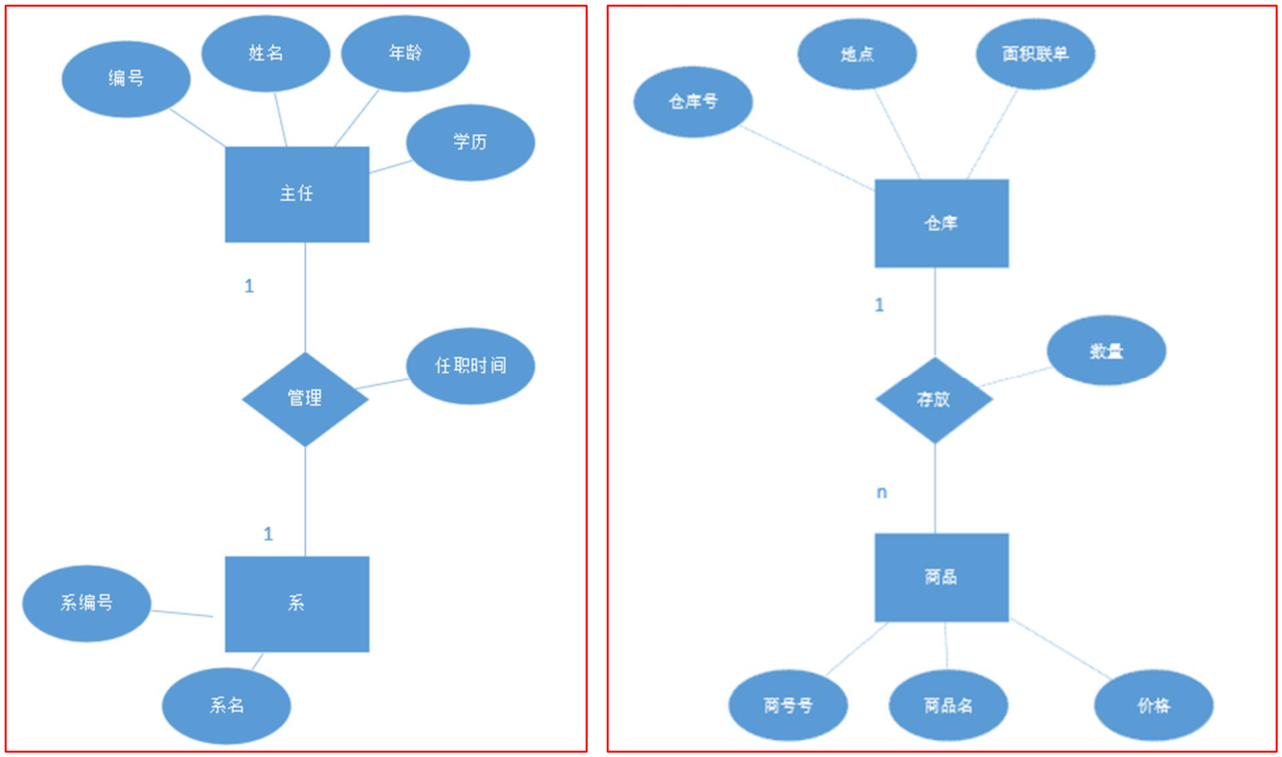 编号
姓名
年龄
学历
主任
1
管理
任职时间
1
系
系编号
系名
仓库号
地点
面积联单
仓库
1
存放
数量
n
商品
商号号
商品名
价格